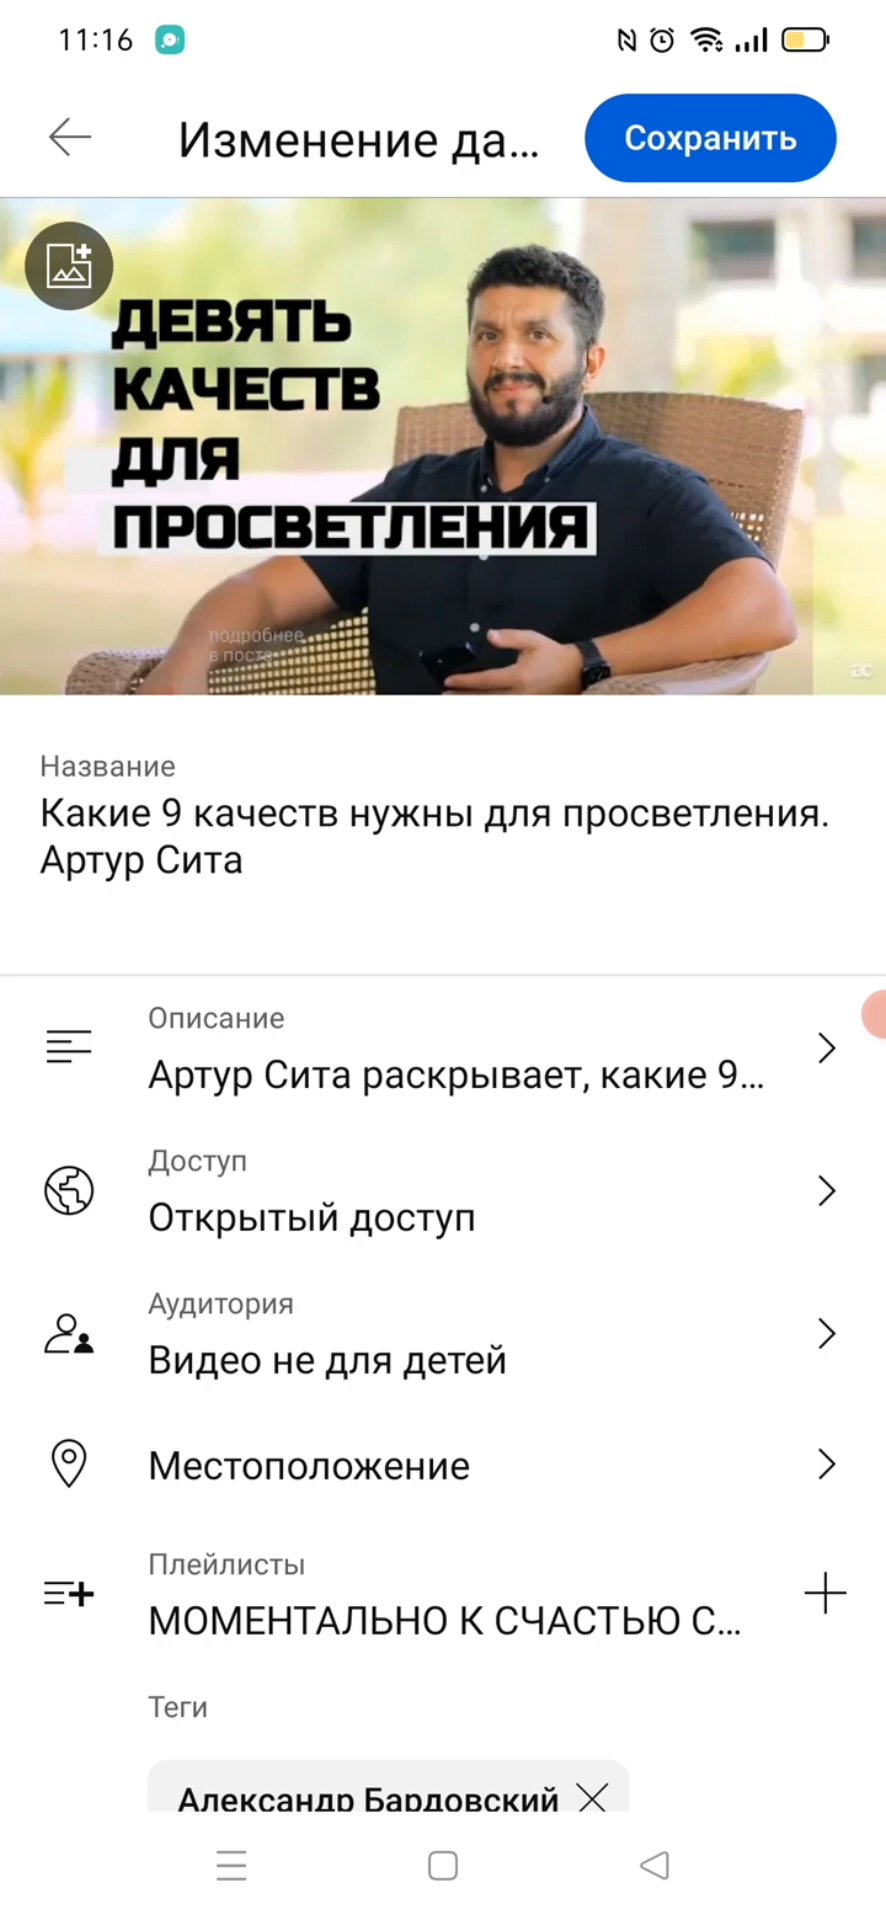 11:16
Изменение да...
Сохранить
ДЕВЯТЬ
КАЧЕСТВ
ДЛЯ
ПРОСВЕТЛЕНИЯ
подробнее
в посте
ac
Название
Какие 9 качеств нужны для просветления.
Артур Сита
Описание
Артур Сита раскрывает, какие 9...
Доступ
Открытый доступ
Аудитория
Видео не для детей
Местоположение
Плейлисты
МОМЕНТАЛЬНО К СЧАСТЬЮ С...
Теги
Александр Бардовский